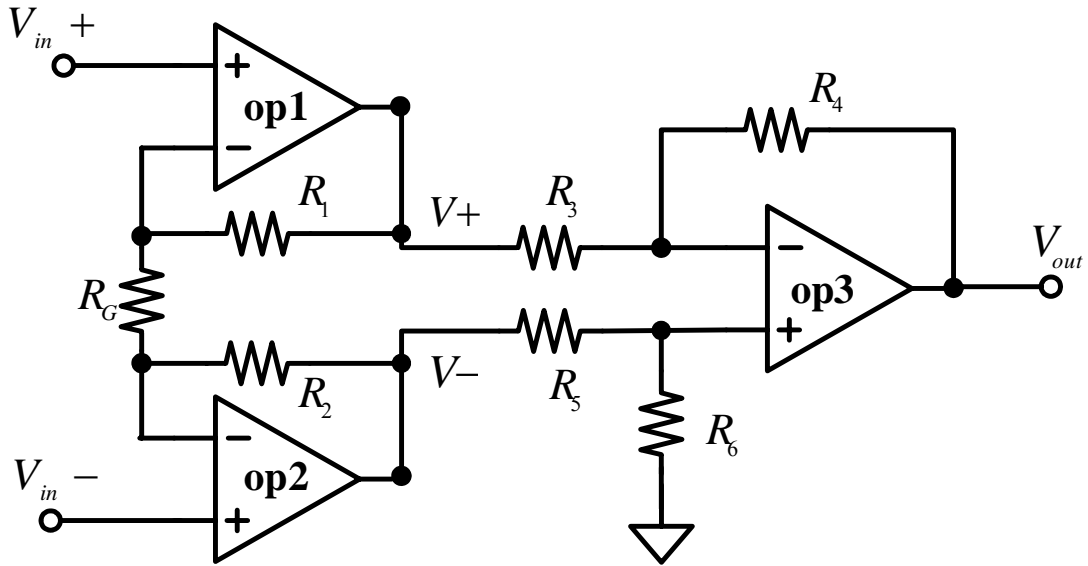 V_in +
op1
R_1
R_G
R_2
V_in −
op2
V+
R_3
R_4
V−
R_5
R_6
op3
V_out
+
−
−
+
−
+